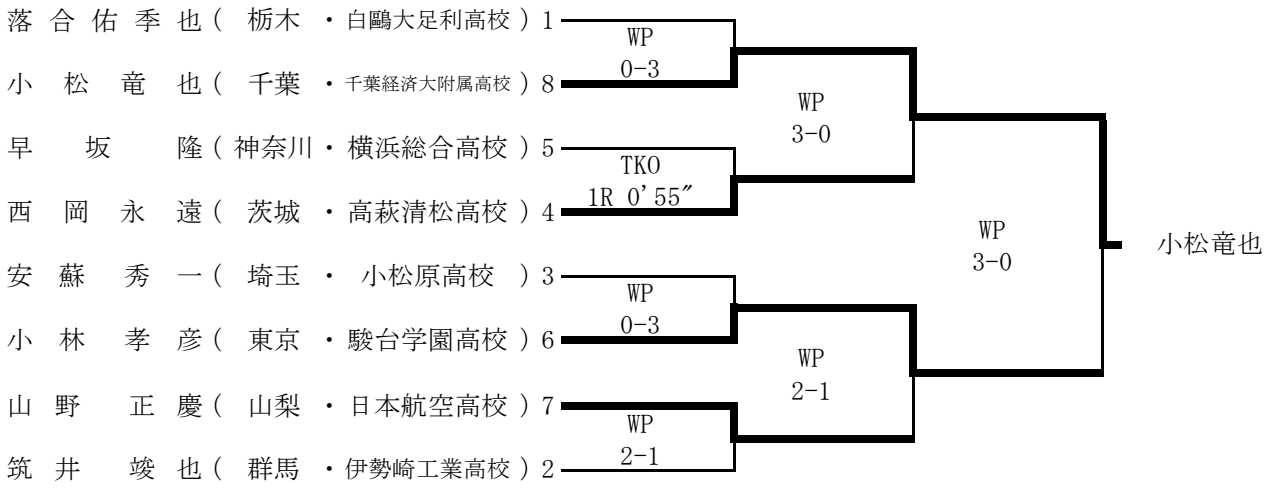 落合佑季也(栃木・白鷗大足利高校)1
WP
0-3
小松竜也(千葉・千葉経済大附属高校)8
WP
3-0
早坂隆(神奈川・横浜総合高校)5
TKO
1R 0'55″
西岡永遠(茨城・高萩清松高校)4
WP
3-0
小松竜也
安蘇秀一(埼玉・小松原高校)3
WP
0-3
小林孝彦(東京・駿台学園高校)6
WP
2-1
山野正慶(山梨・日本航空高校)7
WP
2-1
筑井竣也(群馬・伊勢崎工業高校)2